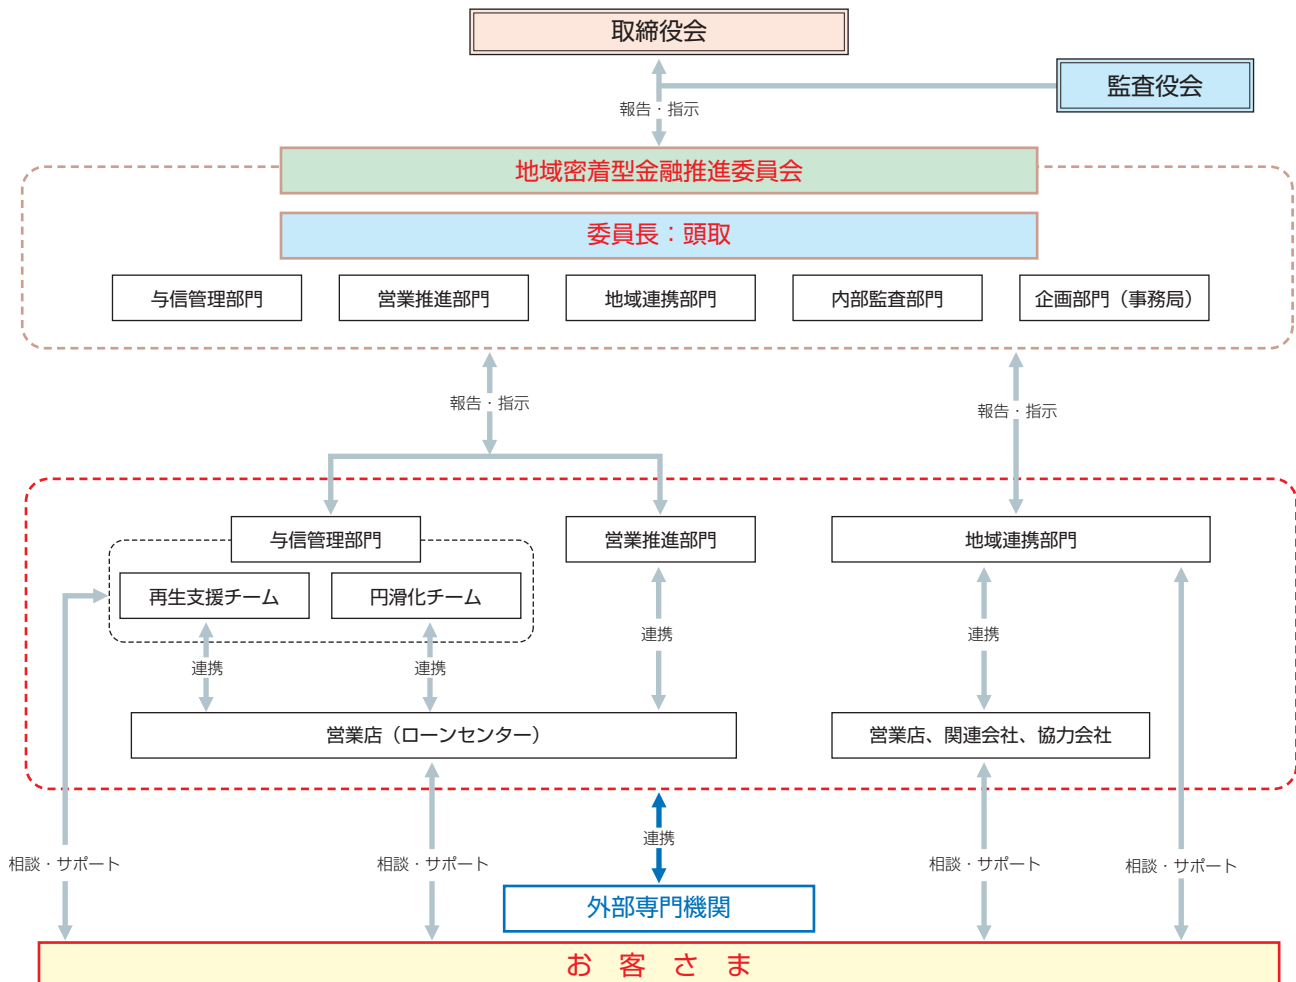 取締役会
監査役会
報告・指示
地域密着型金融推進委員会
委員長：頭取
与信管理部門
営業推進部門
地域連携部門
内部監査部門
企画部門（事務局）
報告・指示
報告・指示
与信管理部門
営業推進部門
地域連携部門
再生支援チーム
円滑化チーム
連携
連携
連携
連携
営業店（ローンセンター）
営業店、関連会社、協力会社
連携
相談・サポート
相談・サポート
相談・サポート
相談・サポート
外部専門機関
お　客　さ　ま